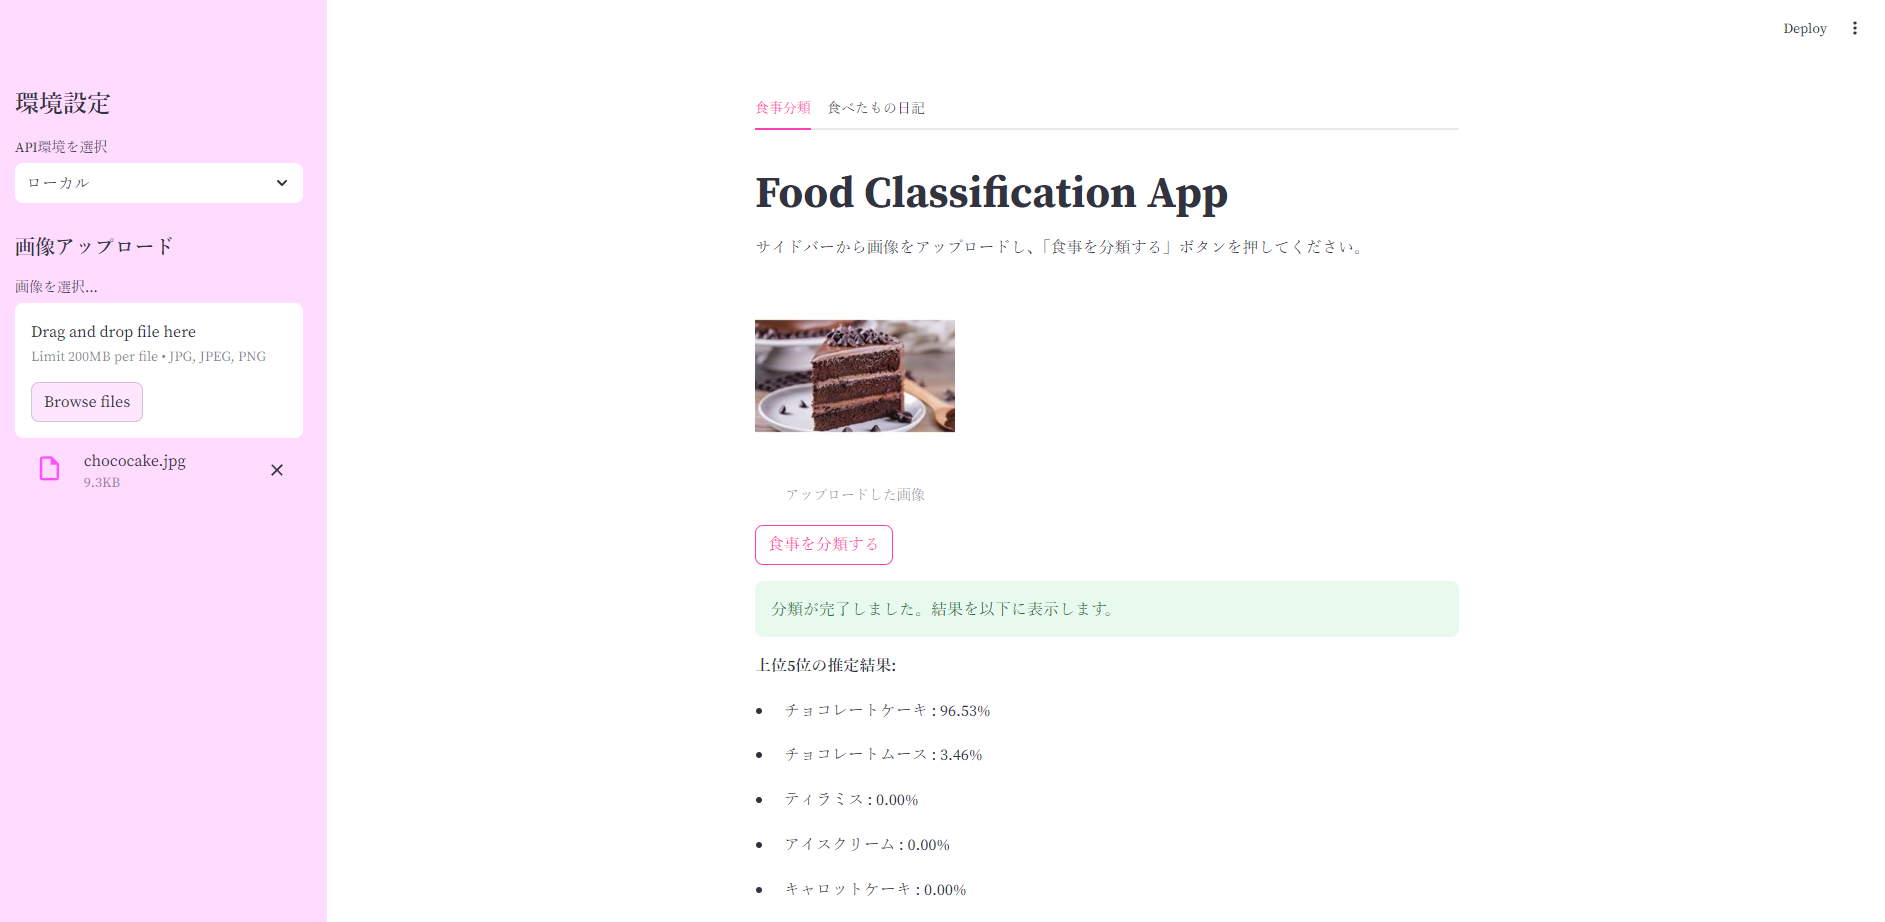 Deploy
環境設定
API環境を選択
ローカル
画像アップロード
画像を選択...
Drag and drop file here
Limit 200MB per file • JPG, JPEG, PNG
Browse files
chococake.jpg
9.3KB
食事分類 食べたもの日記
Food Classification App
サイドバーから画像をアップロードし、「食事を分類する」ボタンを押してください。
アップロードした画像
食事を分類する
分類が完了しました。結果を以下に表示します。
上位5位の推定結果:
• チョコレートケーキ : 96.53%
• チョコレートムース : 3.46%
• ティラミス : 0.00%
• アイスクリーム : 0.00%
• キャロットケーキ : 0.00%